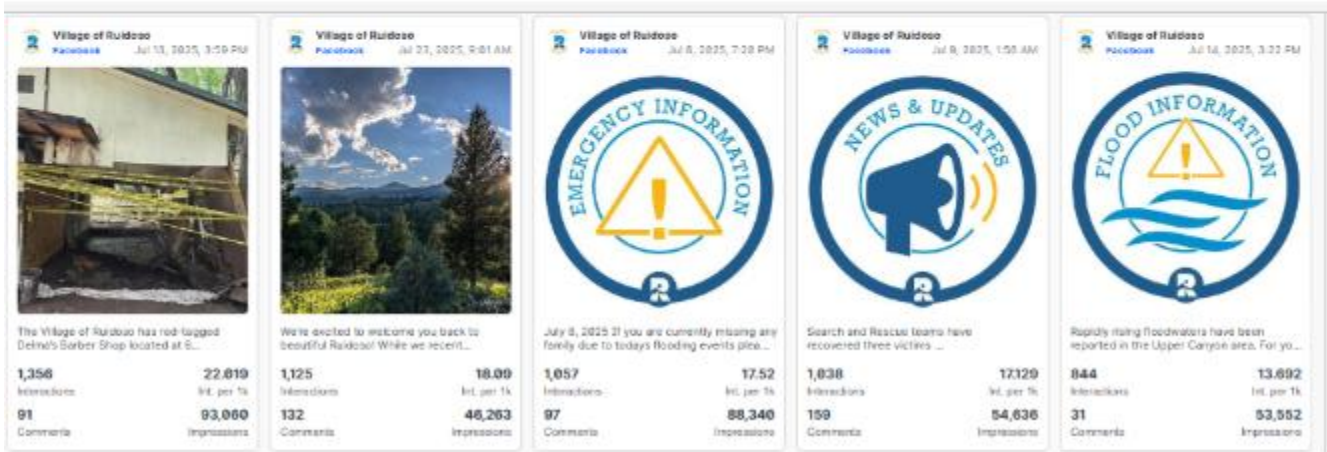 Village of Ruidoso
Facebook Jul 13, 2025, 3:59 PM
The Village of Ruidoso has red-tagged
Delma's Barber Shop located at
1,356 22.619
Interactions Int. per 1k
91 93,060
Comments Impressions
Village of Ruidoso
Facebook Jul 23, 2025, 9:01 AM
We're excited to welcome you back to
beautiful Ruidoso! While we recent...
1,125 18.09
Interactions Int. per 1k
132 46,263
Comments Impressions
Village of Ruidoso
Facebook Jul 8, 2025, 7:20 PM
EMERGENCY INFORMATION
July 8, 2025 If you are currently missing any
family due to todays flooding events plea...
1,057 17.52
Interactions Int. per 1k
97 88,340
Comments Impressions
Village of Ruidoso
Facebook Jul 9, 2025, 1:50 AM
NEWS & UPDATES
Search and Rescue teams have
recovered three victims ...
1,038 17.129
Interactions Int. per 1k
159 54,636
Comments Impressions
Village of Ruidoso
Facebook Jul 14, 2025, 3:22 PM
FLOOD INFORMATION
Rapidly rising floodwaters have been
reported in the Upper Canyon area. For yo...
844 13.692
Interactions Int. per 1k
31 53,552
Comments Impressions